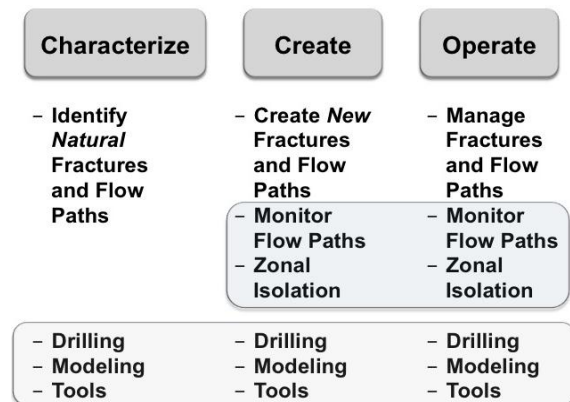 Characterize
Create
Operate
– Identify
Natural
Fractures
and Flow
Paths
– Create New
Fractures
and Flow
Paths
– Monitor
Flow Paths
– Zonal
Isolation
– Manage
Fractures
and Flow
Paths
– Monitor
Flow Paths
– Zonal
Isolation
– Drilling
– Modeling
– Tools
– Drilling
– Modeling
– Tools
– Drilling
– Modeling
– Tools